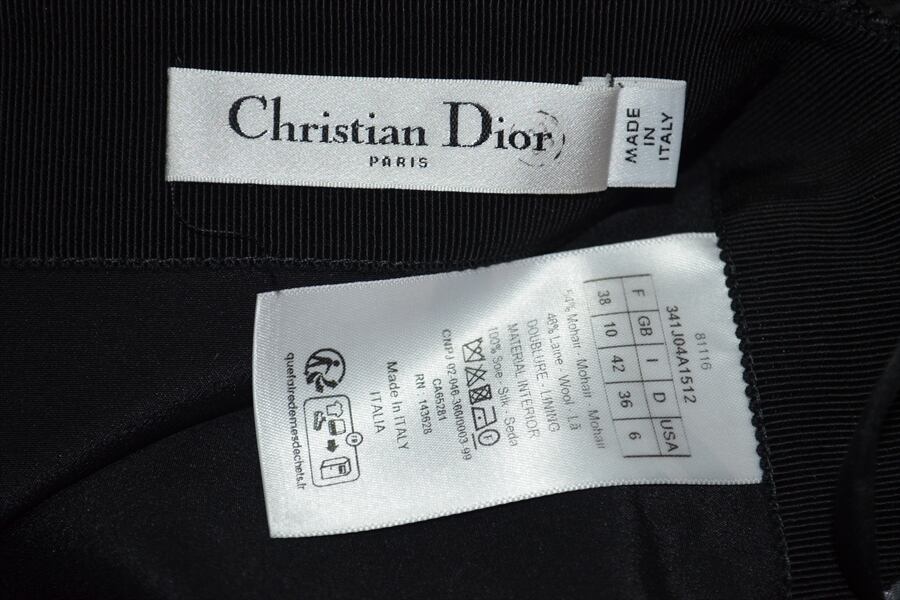 Christian Dior
PARIS
MADE
IN
ITALY
81116
341J04A1512
F GB I D USA
38 10 42 36 6
54% Mohair - Mohair - Mohair
46% Laine - Wool - Lã
DOUBLURE - LINING
MATERIAL INTERIOR
100% Soie - Silk - Seda
CNPJ 02.046.366/0003-99
CA65281
RN : 143628
Made In ITALY
ITALIA
quefairedemesdechets.fr